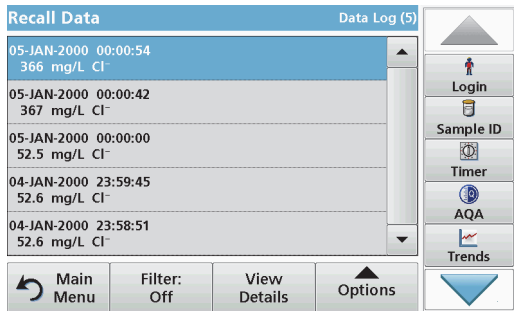 Recall Data
Data Log (5)
05-JAN-2000 00:00:54
366 mg/L Cl⁻
05-JAN-2000 00:00:42
367 mg/L Cl⁻
05-JAN-2000 00:00:00
52.5 mg/L Cl⁻
04-JAN-2000 23:59:45
52.6 mg/L Cl⁻
04-JAN-2000 23:58:51
52.6 mg/L Cl⁻
Login
Sample ID
Timer
AQA
Trends
Main
Menu
Filter:
Off
View
Details
Options